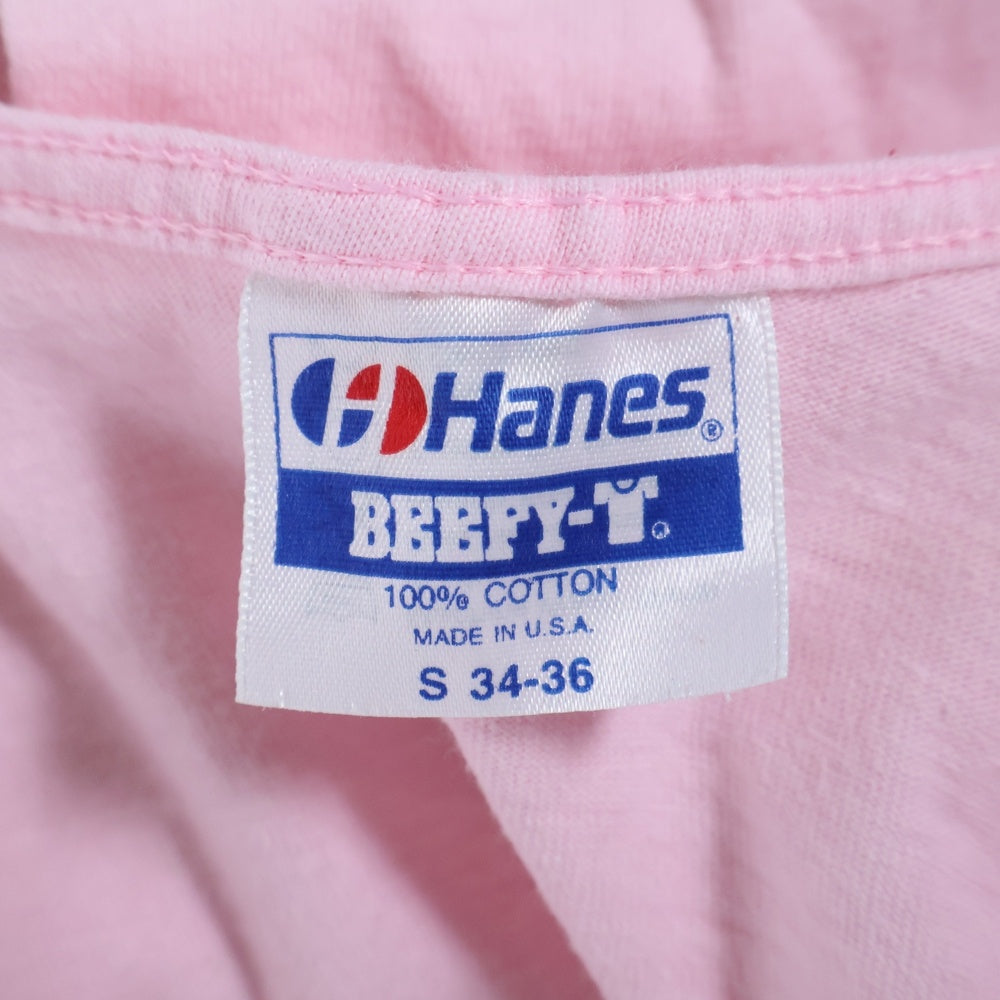 Hanes®
BEEFY-T®
100% COTTON
MADE IN U.S.A.
S 34-36